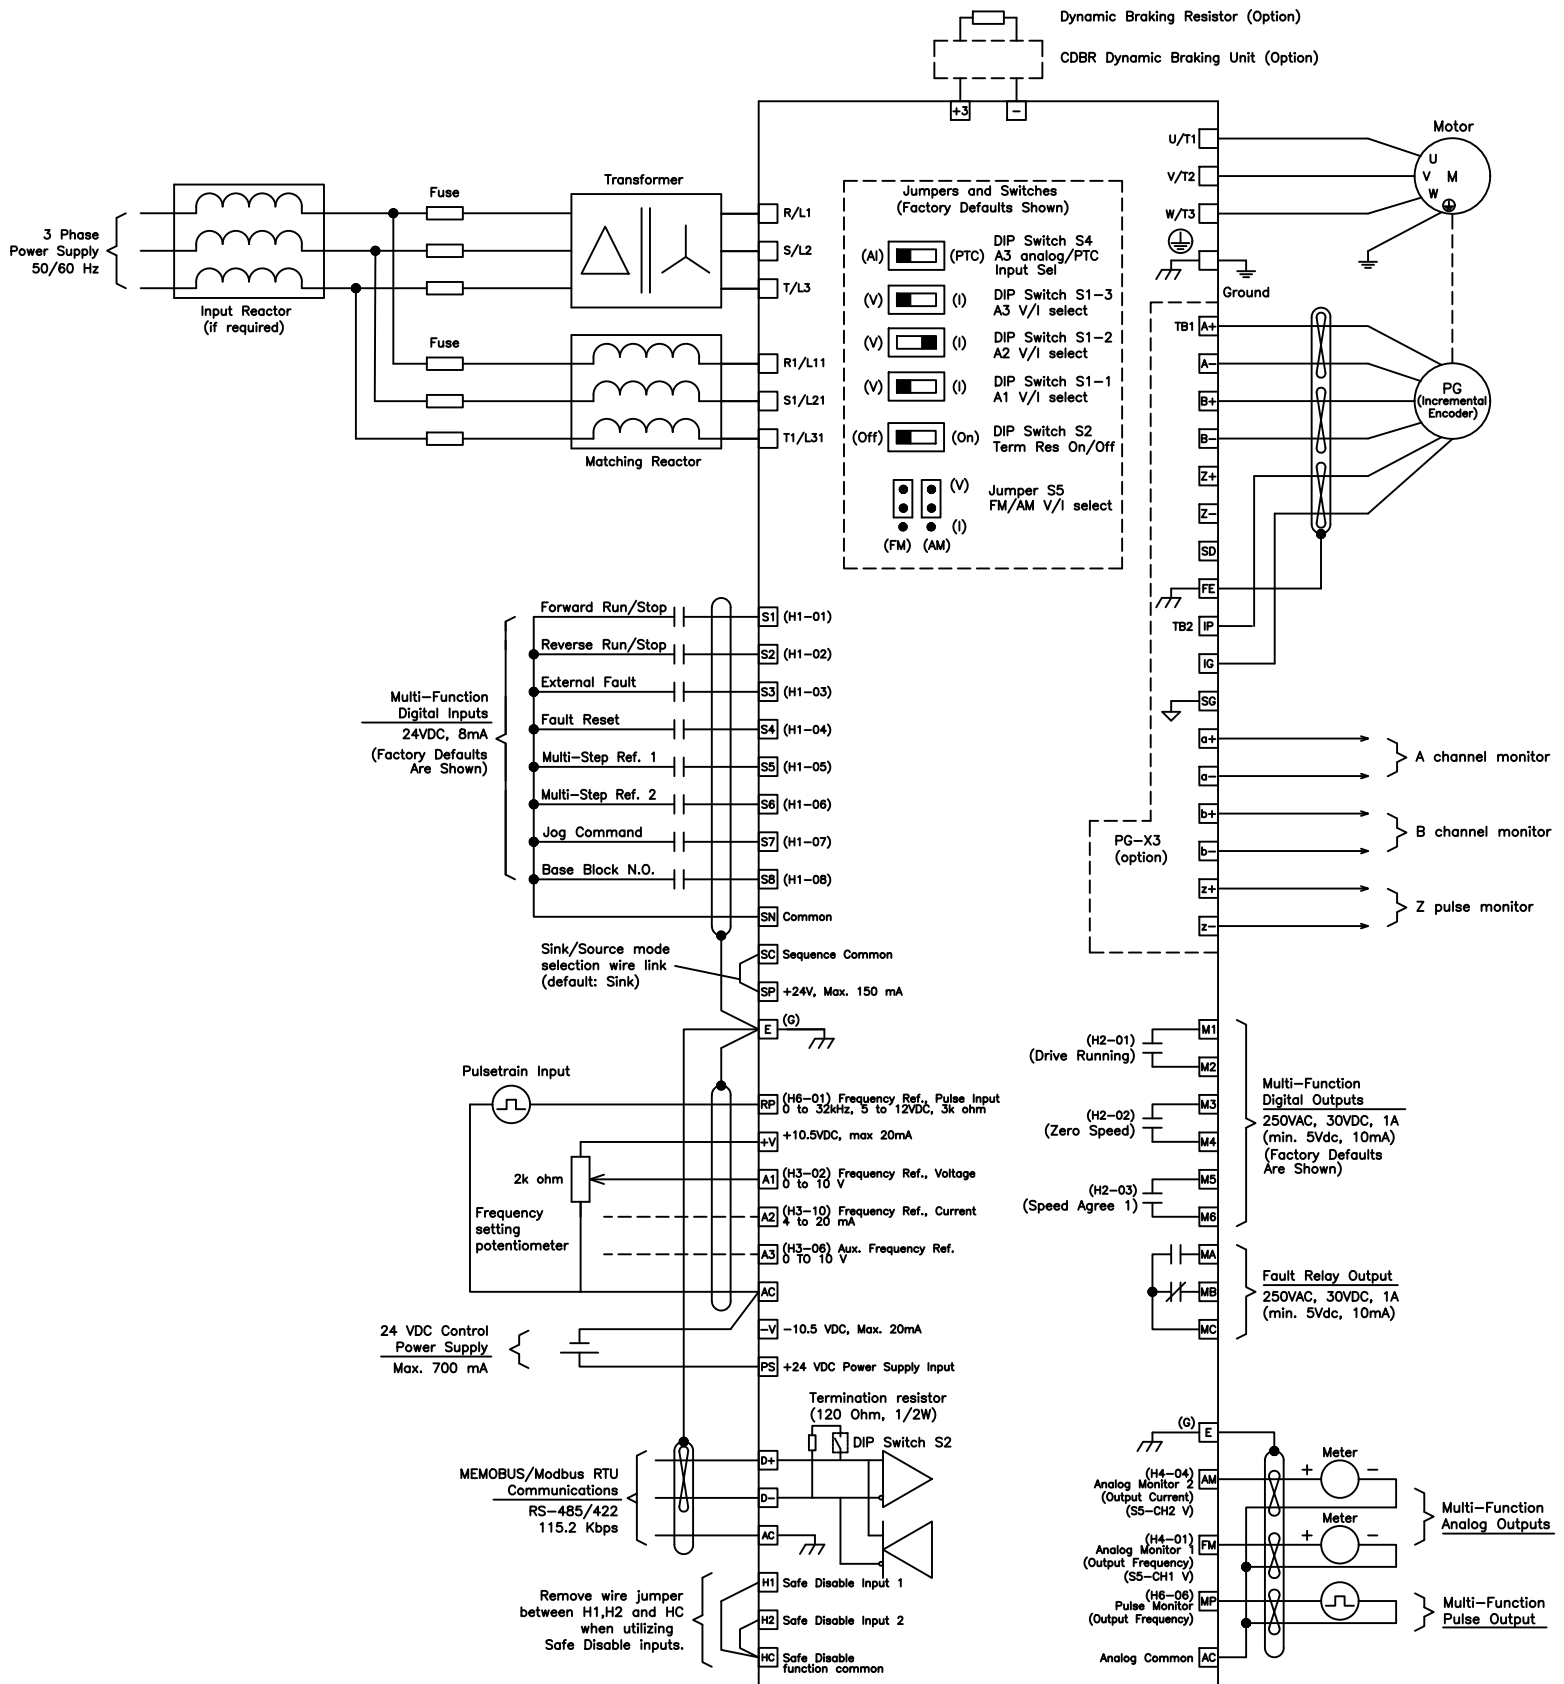 Dynamic Braking Resistor (Option)
CDBR Dynamic Braking Unit (Option)
+3
-
3 Phase
Power Supply
50/60 Hz
Input Reactor
(if required)
Fuse
Transformer
R/L1
S/L2
T/L3
Fuse
Matching Reactor
R1/L11
S1/L21
T1/L31
Jumpers and Switches
(Factory Defaults Shown)
(AI)
(PTC)
DIP Switch S4
A3 analog/PTC
Input Sel
(V)
(I)
DIP Switch S1-3
A3 V/I select
(V)
(I)
DIP Switch S1-2
A2 V/I select
(V)
(I)
DIP Switch S1-1
A1 V/I select
(Off)
(On)
DIP Switch S2
Term Res On/Off
(V)
(I)
Jumper S5
FM/AM V/I select
(FM)
(AM)
U/T1
V/T2
W/T3
Motor
U
V
M
W
Ground
TB1
A+
A-
B+
B-
Z+
Z-
SD
FE
TB2
IP
IG
SG
a+
a-
b+
b-
z+
z-
PG
(Incremental
Encoder)
A channel monitor
B channel monitor
Z pulse monitor
PG-X3
(option)
Multi-Function
Digital Inputs
24VDC, 8mA
(Factory Defaults
Are Shown)
Forward Run/Stop
S1
(H1-01)
Reverse Run/Stop
S2
(H1-02)
External Fault
S3
(H1-03)
Fault Reset
S4
(H1-04)
Multi-Step Ref. 1
S5
(H1-05)
Multi-Step Ref. 2
S6
(H1-06)
Jog Command
S7
(H1-07)
Base Block N.O.
S8
(H1-08)
SN
Common
Sink/Source mode
selection wire link
(default: Sink)
SC
Sequence Common
SP
+24V, Max. 150 mA
E
(G)
Pulsetrain Input
RP
(H6-01) Frequency Ref., Pulse Input
0 to 32kHz, 5 to 12VDC, 3k ohm
+V
+10.5VDC, max 20mA
2k ohm
A1
(H3-02) Frequency Ref., Voltage
0 to 10 V
Frequency
setting
potentiometer
A2
(H3-10) Frequency Ref., Current
4 to 20 mA
A3
(H3-06) Aux. Frequency Ref.
0 TO 10 V
AC
-V
-10.5 VDC, Max. 20mA
24 VDC Control
Power Supply
Max. 700 mA
PS
+24 VDC Power Supply Input
Termination resistor
(120 Ohm, 1/2W)
DIP Switch S2
MEMOBUS/Modbus RTU
Communications
RS-485/422
115.2 Kbps
D+
D-
AC
Remove wire jumper
between H1,H2 and HC
when utilizing
Safe Disable inputs.
H1
Safe Disable Input 1
H2
Safe Disable Input 2
HC
Safe Disable
function common
(H2-01)
(Drive Running)
M1
M2
(H2-02)
(Zero Speed)
M3
M4
(H2-03)
(Speed Agree 1)
M5
M6
Multi-Function
Digital Outputs
250VAC, 30VDC, 1A
(min. 5Vdc, 10mA)
(Factory Defaults
Are Shown)
MA
MB
MC
Fault Relay Output
250VAC, 30VDC, 1A
(min. 5Vdc, 10mA)
(G)
E
(H4-04)
Analog Monitor 2
(Output Current)
(S5-CH2 V)
AM
+
Meter
-
(H4-01)
Analog Monitor 1
(Output Frequency)
(S5-CH1 V)
FM
+
Meter
-
Multi-Function
Analog Outputs
(H6-06)
Pulse Monitor
(Output Frequency)
MP
Multi-Function
Pulse Output
Analog Common
AC